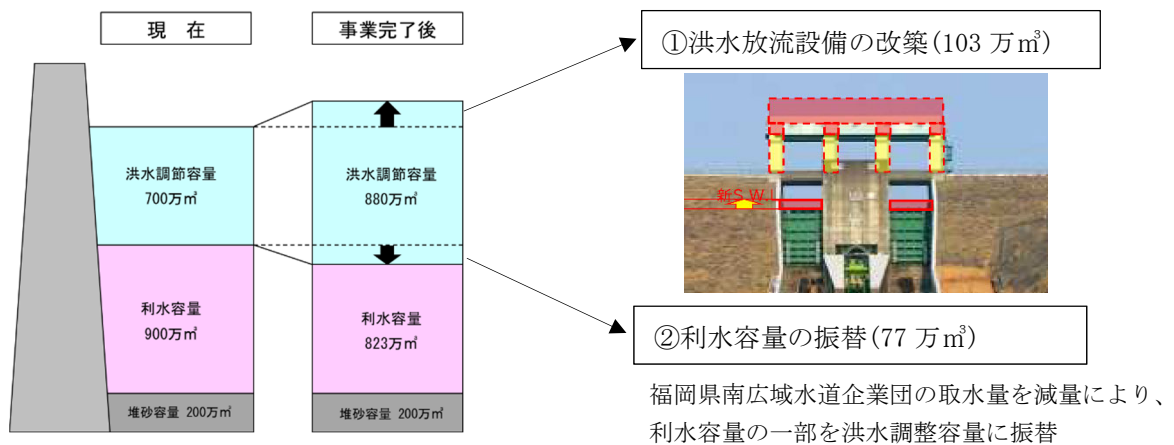 現　在
事業完了後
洪水調節容量
700万㎥
利水容量
900万㎥
堆砂容量 200万㎥
洪水調節容量
880万㎥
利水容量
823万㎥
堆砂容量 200万㎥
①洪水放流設備の改築(103 万㎥)
新S.W.L
②利水容量の振替(77 万㎥)
福岡県南広域水道企業団の取水量を減量により、
利水容量の一部を洪水調整容量に振替